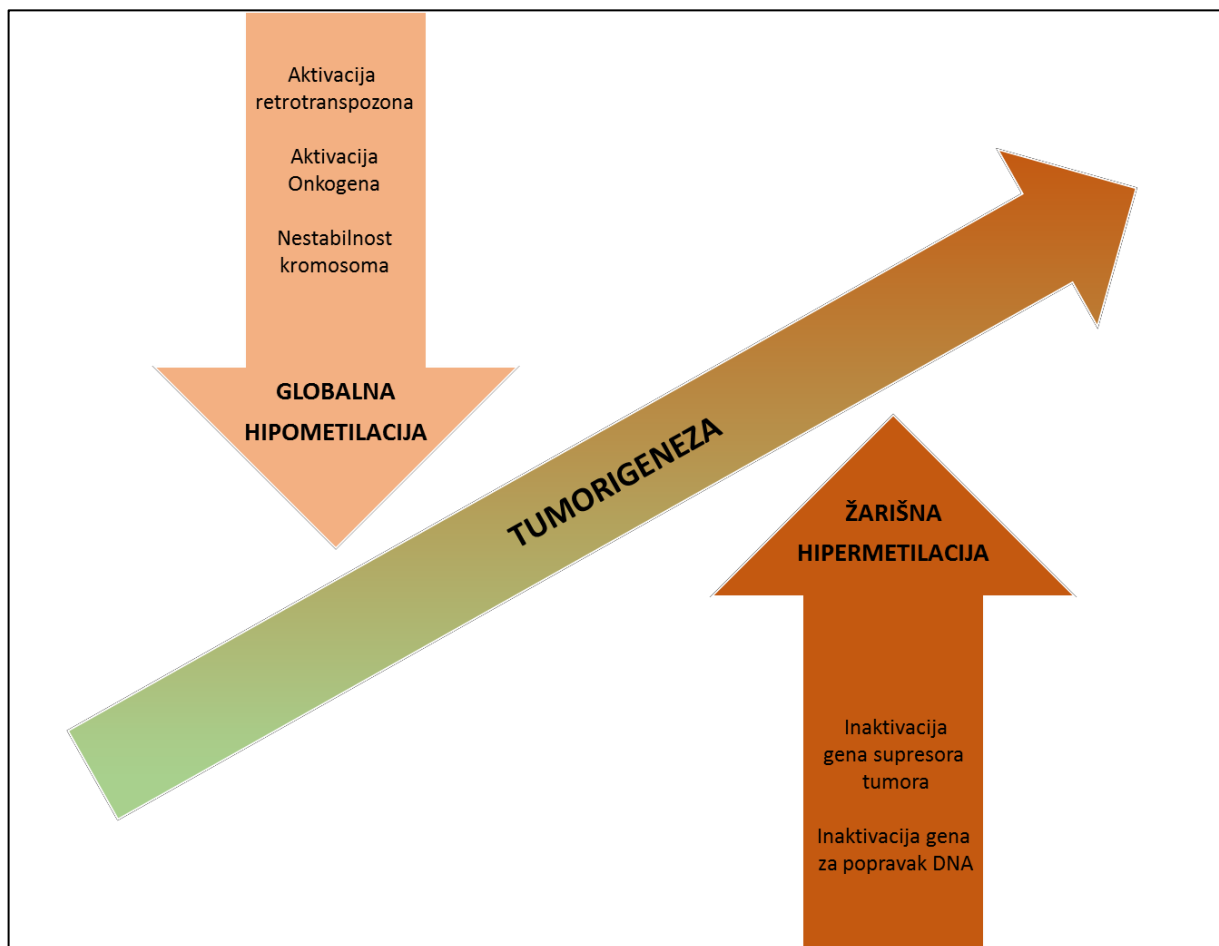 Aktivacija
retrotranspozona
Aktivacija
Onkogena
Nestabilnost
kromosoma
GLOBALNA
HIPOMETILACIJA
TUMORIGENEZA
ŽARIŠNA
HIPERMETILACIJA
Inaktivacija
gena supresora
tumora
Inaktivacija gena
za popravak DNA